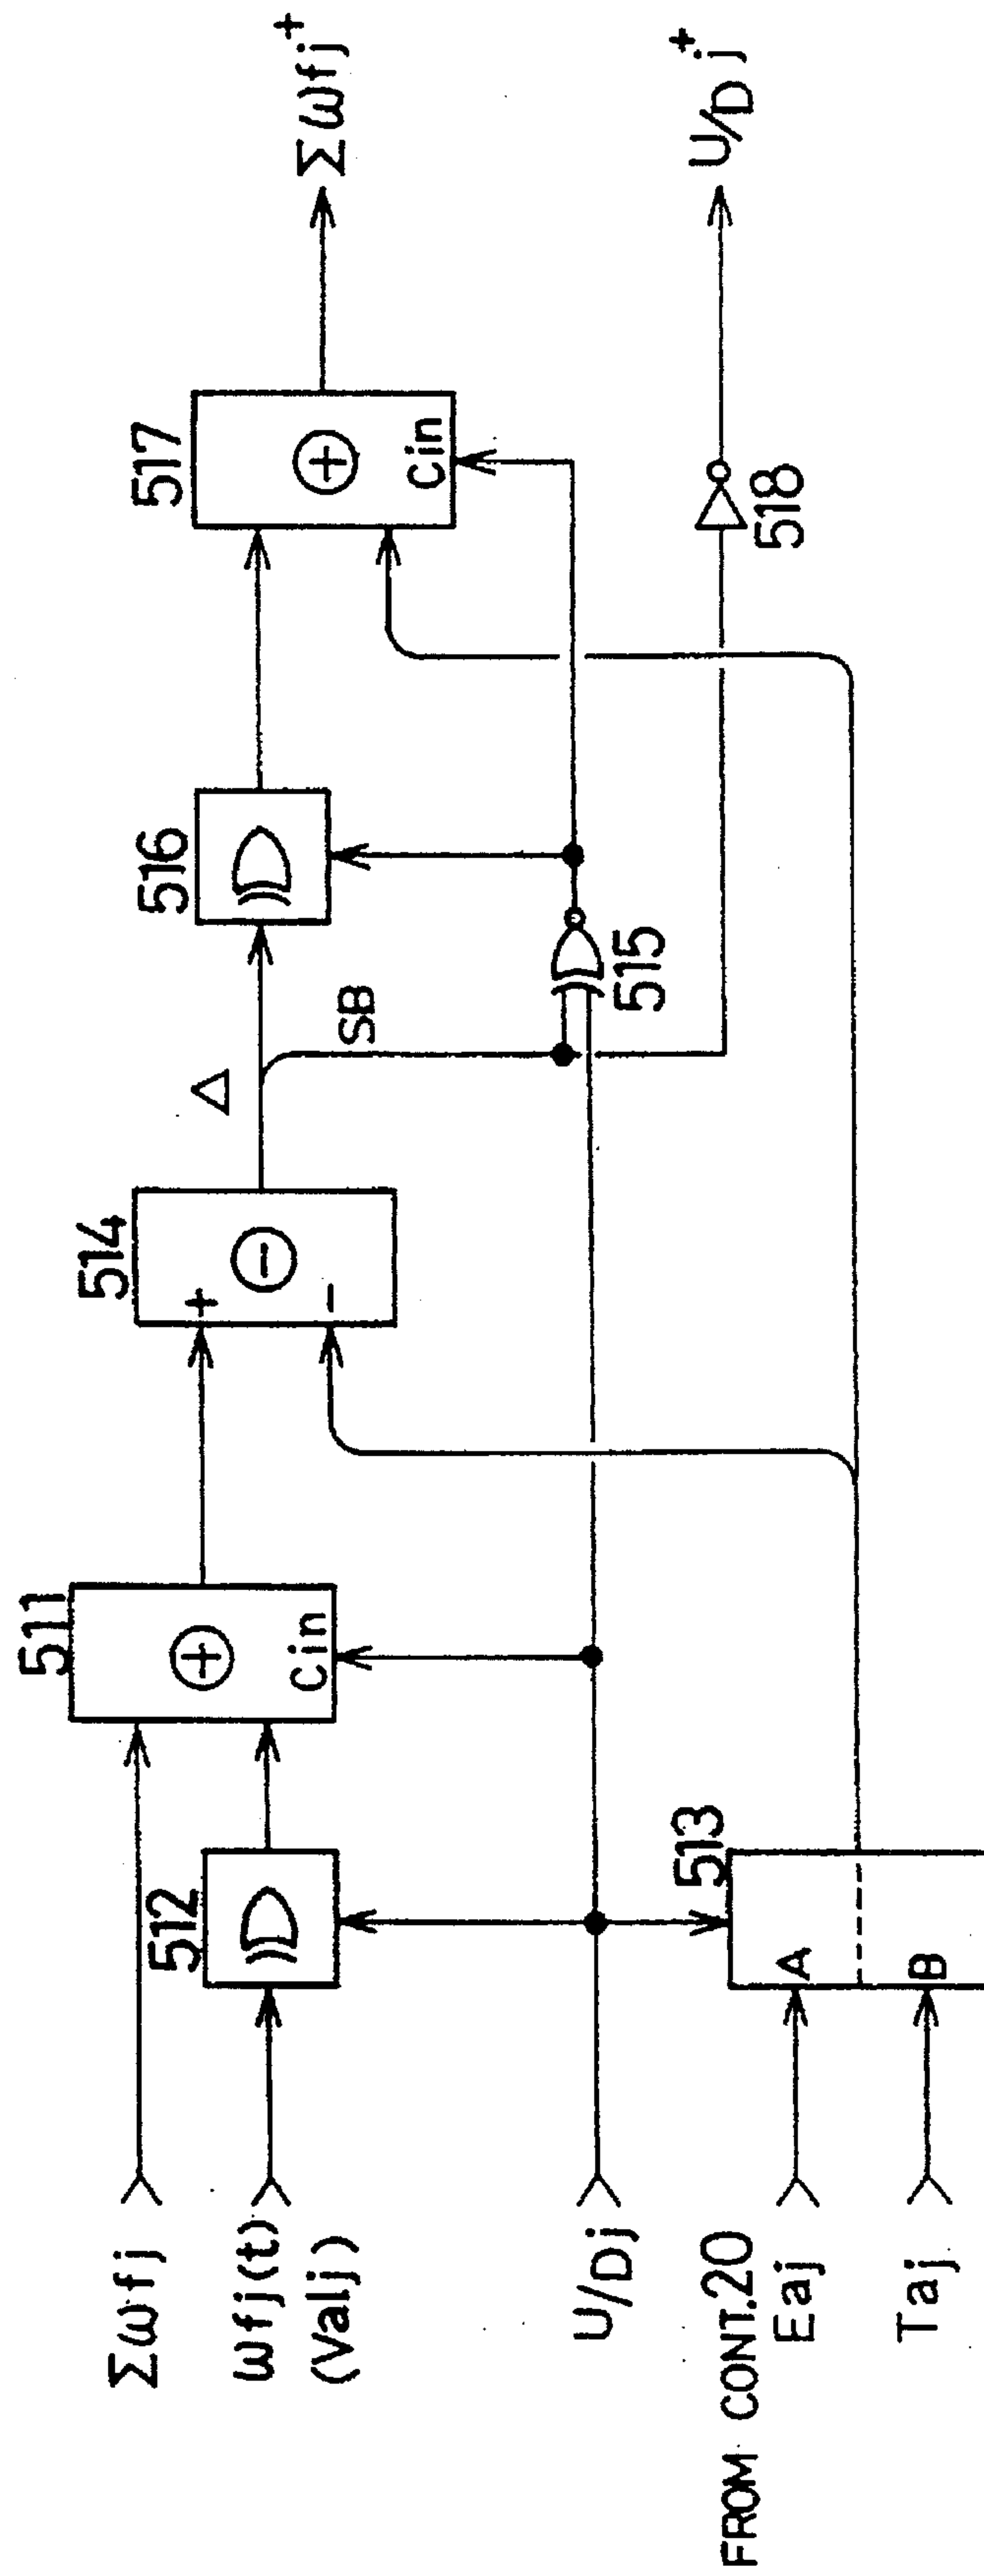 Σωfj
ωfj(t)
(Valj)
U/Dj
FROM CONT.20
Eaj
Taj
512
513
A
B
511
+
Cin
514
+
−
−
Δ
SB
515
516
517
+
Cin
518
Σωfj⁺
U/Dj⁺